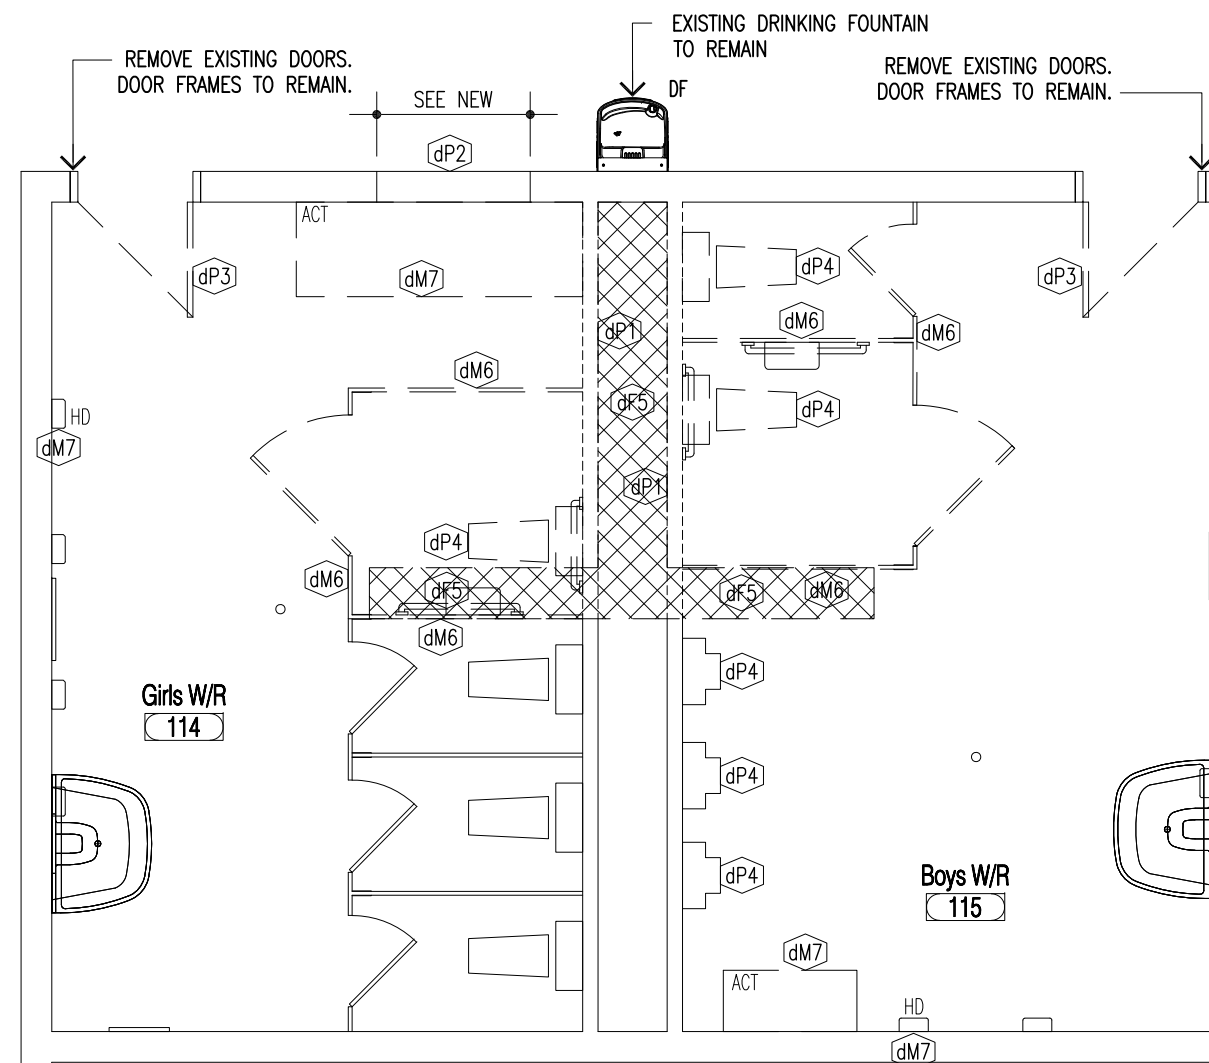 EXISTING DRINKING FOUNTAIN
TO REMAIN
REMOVE EXISTING DOORS.
DOOR FRAMES TO REMAIN.
REMOVE EXISTING DOORS.
DOOR FRAMES TO REMAIN.
SEE NEW
DF
dP2
ACT
dP3
dM7
dP4
dP3
dP1
dM6
dM6
dM6
dF5
dP4
HD
dM7
dP1
dP4
dM6
dF5
dF5
dM6
dM6
dP4
Girls W/R
114
dP4
dP4
Boys W/R
115
dM7
ACT
HD
dM7